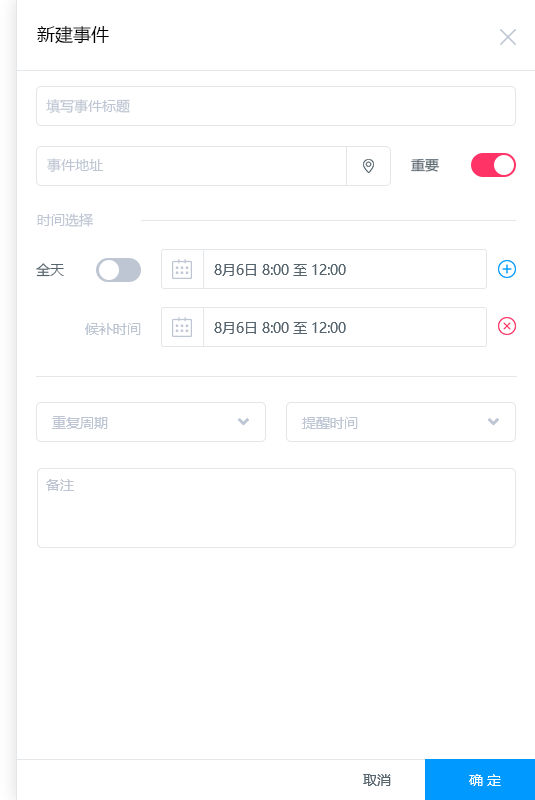 新建事件
填写事件标题
事件地址 重要
时间选择
全天 8月6日 8:00 至 12:00
候补时间 8月6日 8:00 至 12:00
重复周期 提醒时间
备注
取消 确定